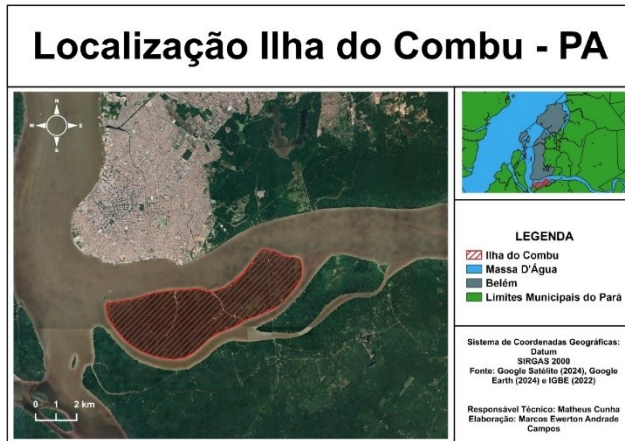 Localização Ilha do Combu - PA
N
W
E
S
0 1 2 km
LEGENDA
Ilha do Combu
Massa D'Água
Belém
Limites Municipais do Pará
Sistema de Coordenadas Geográficas:
Datum
SIRGAS 2000
Fonte: Google Satélite (2024), Google
Earth (2024) e IGBE (2022)
Responsável Técnico: Matheus Cunha
Elaboração: Marcos Ewerton Andrade
Campos